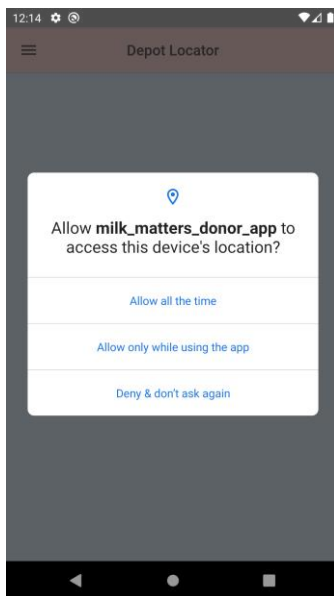 12:14
Depot Locator
Allow milk_matters_donor_app to
access this device's location?
Allow all the time
Allow only while using the app
Deny & don't ask again